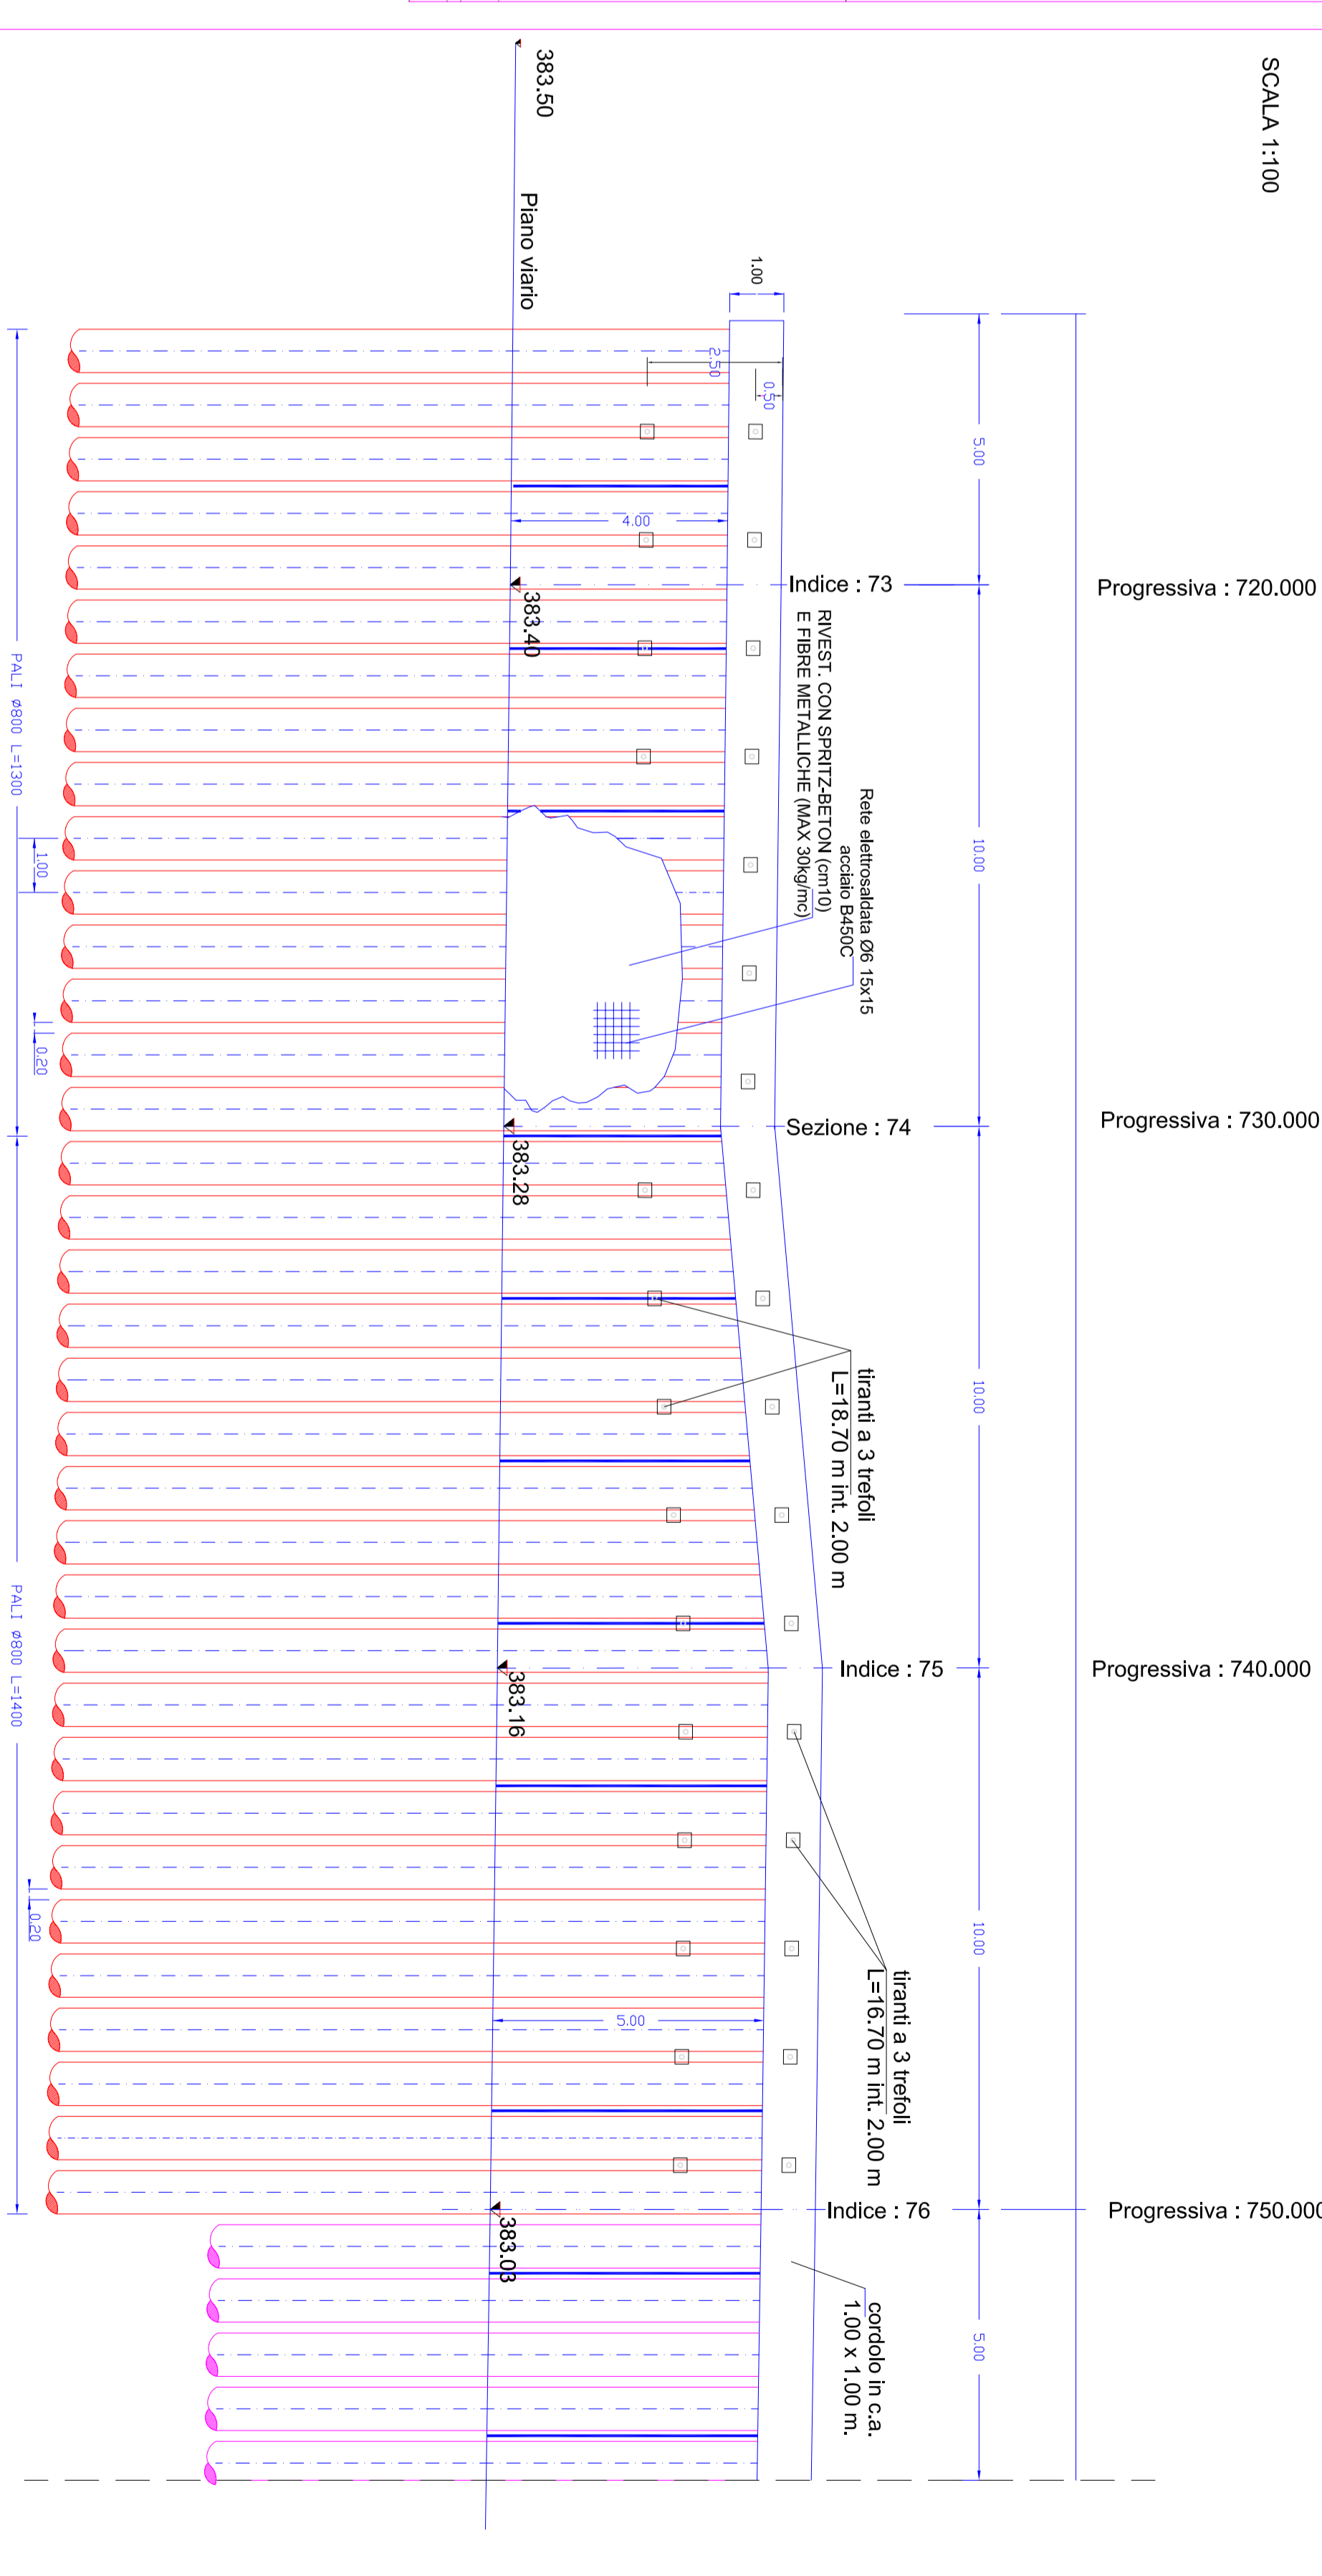 SCALA 1:100
Progressiva : 720.000
Progressiva : 730.000
Progressiva : 740.000
Progressiva : 750.000
5.00
10.00
10.00
10.00
5.00
Indice : 73
Sezione : 74
Indice : 75
Indice : 76
Rete elettrosaldata Ø6 15x15
acciaio B450C
RIVEST. CON SPRITZ-BETON (cm10)
E FIBRE METALLICHE (MAX 30kg/mc)
tiranti a 3 trefoli
L=18.70 m int. 2.00 m
tiranti a 3 trefoli
L=16.70 m int. 2.00 m
cordolo in c.a.
1.00 x 1.00 m.
1.00
0.50
2.50
4.00
5.00
383.50
Piano viario
383.40
383.28
383.16
383.03
1.00
0.20
0.20
PALI Ø800 L=1300
PALI Ø800 L=1400